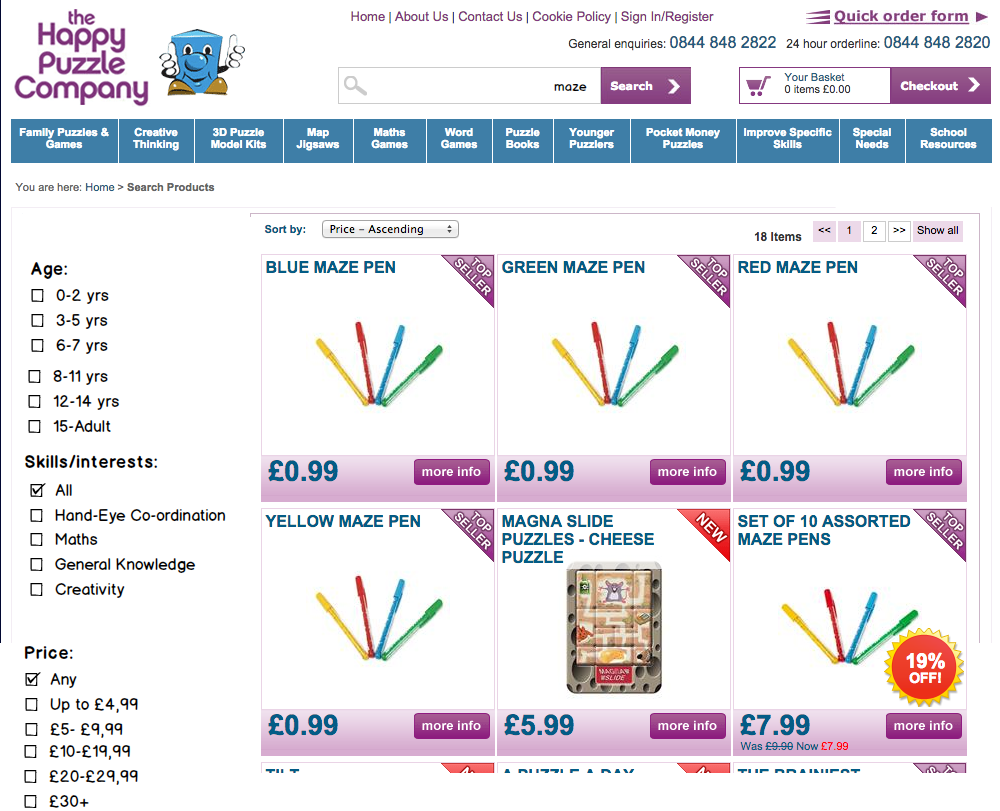 the
Happy
Puzzle
Company
Home | About Us | Contact Us | Cookie Policy | Sign In/Register
Quick order form
General enquiries: 0844 848 2822 24 hour orderline: 0844 848 2820
maze
Search
Your Basket
0 items £0.00
Checkout
Family Puzzles &
Games
Creative
Thinking
3D Puzzle
Model Kits
Map
Jigsaws
Maths
Games
Word
Games
Puzzle
Books
Younger
Puzzlers
Pocket Money
Puzzles
Improve Specific
Skills
Special
Needs
School
Resources
You are here: Home > Search Products
Sort by: Price – Ascending
18 Items << 1 2 >> Show all
Age:
0-2 yrs
3-5 yrs
6-7 yrs
8-11 yrs
12-14 yrs
15-Adult
Skills/interests:
All
Hand-Eye Co-ordination
Maths
General Knowledge
Creativity
Price:
Any
Up to £4,99
£5- £9,99
£10-£19,99
£20-£29,99
£30+
BLUE MAZE PEN
TOP
SELLER
£0.99 more info
GREEN MAZE PEN
TOP
SELLER
£0.99 more info
RED MAZE PEN
TOP
SELLER
£0.99 more info
YELLOW MAZE PEN
TOP
SELLER
£0.99 more info
MAGNA SLIDE
PUZZLES - CHEESE
PUZZLE
NEW
£5.99 more info
SET OF 10 ASSORTED
MAZE PENS
TOP
SELLER
19%
OFF!
£7.99 more info
Was £9.90 Now £7.99
TILT
A PUZZLE A DAY
THE BRAINIEST